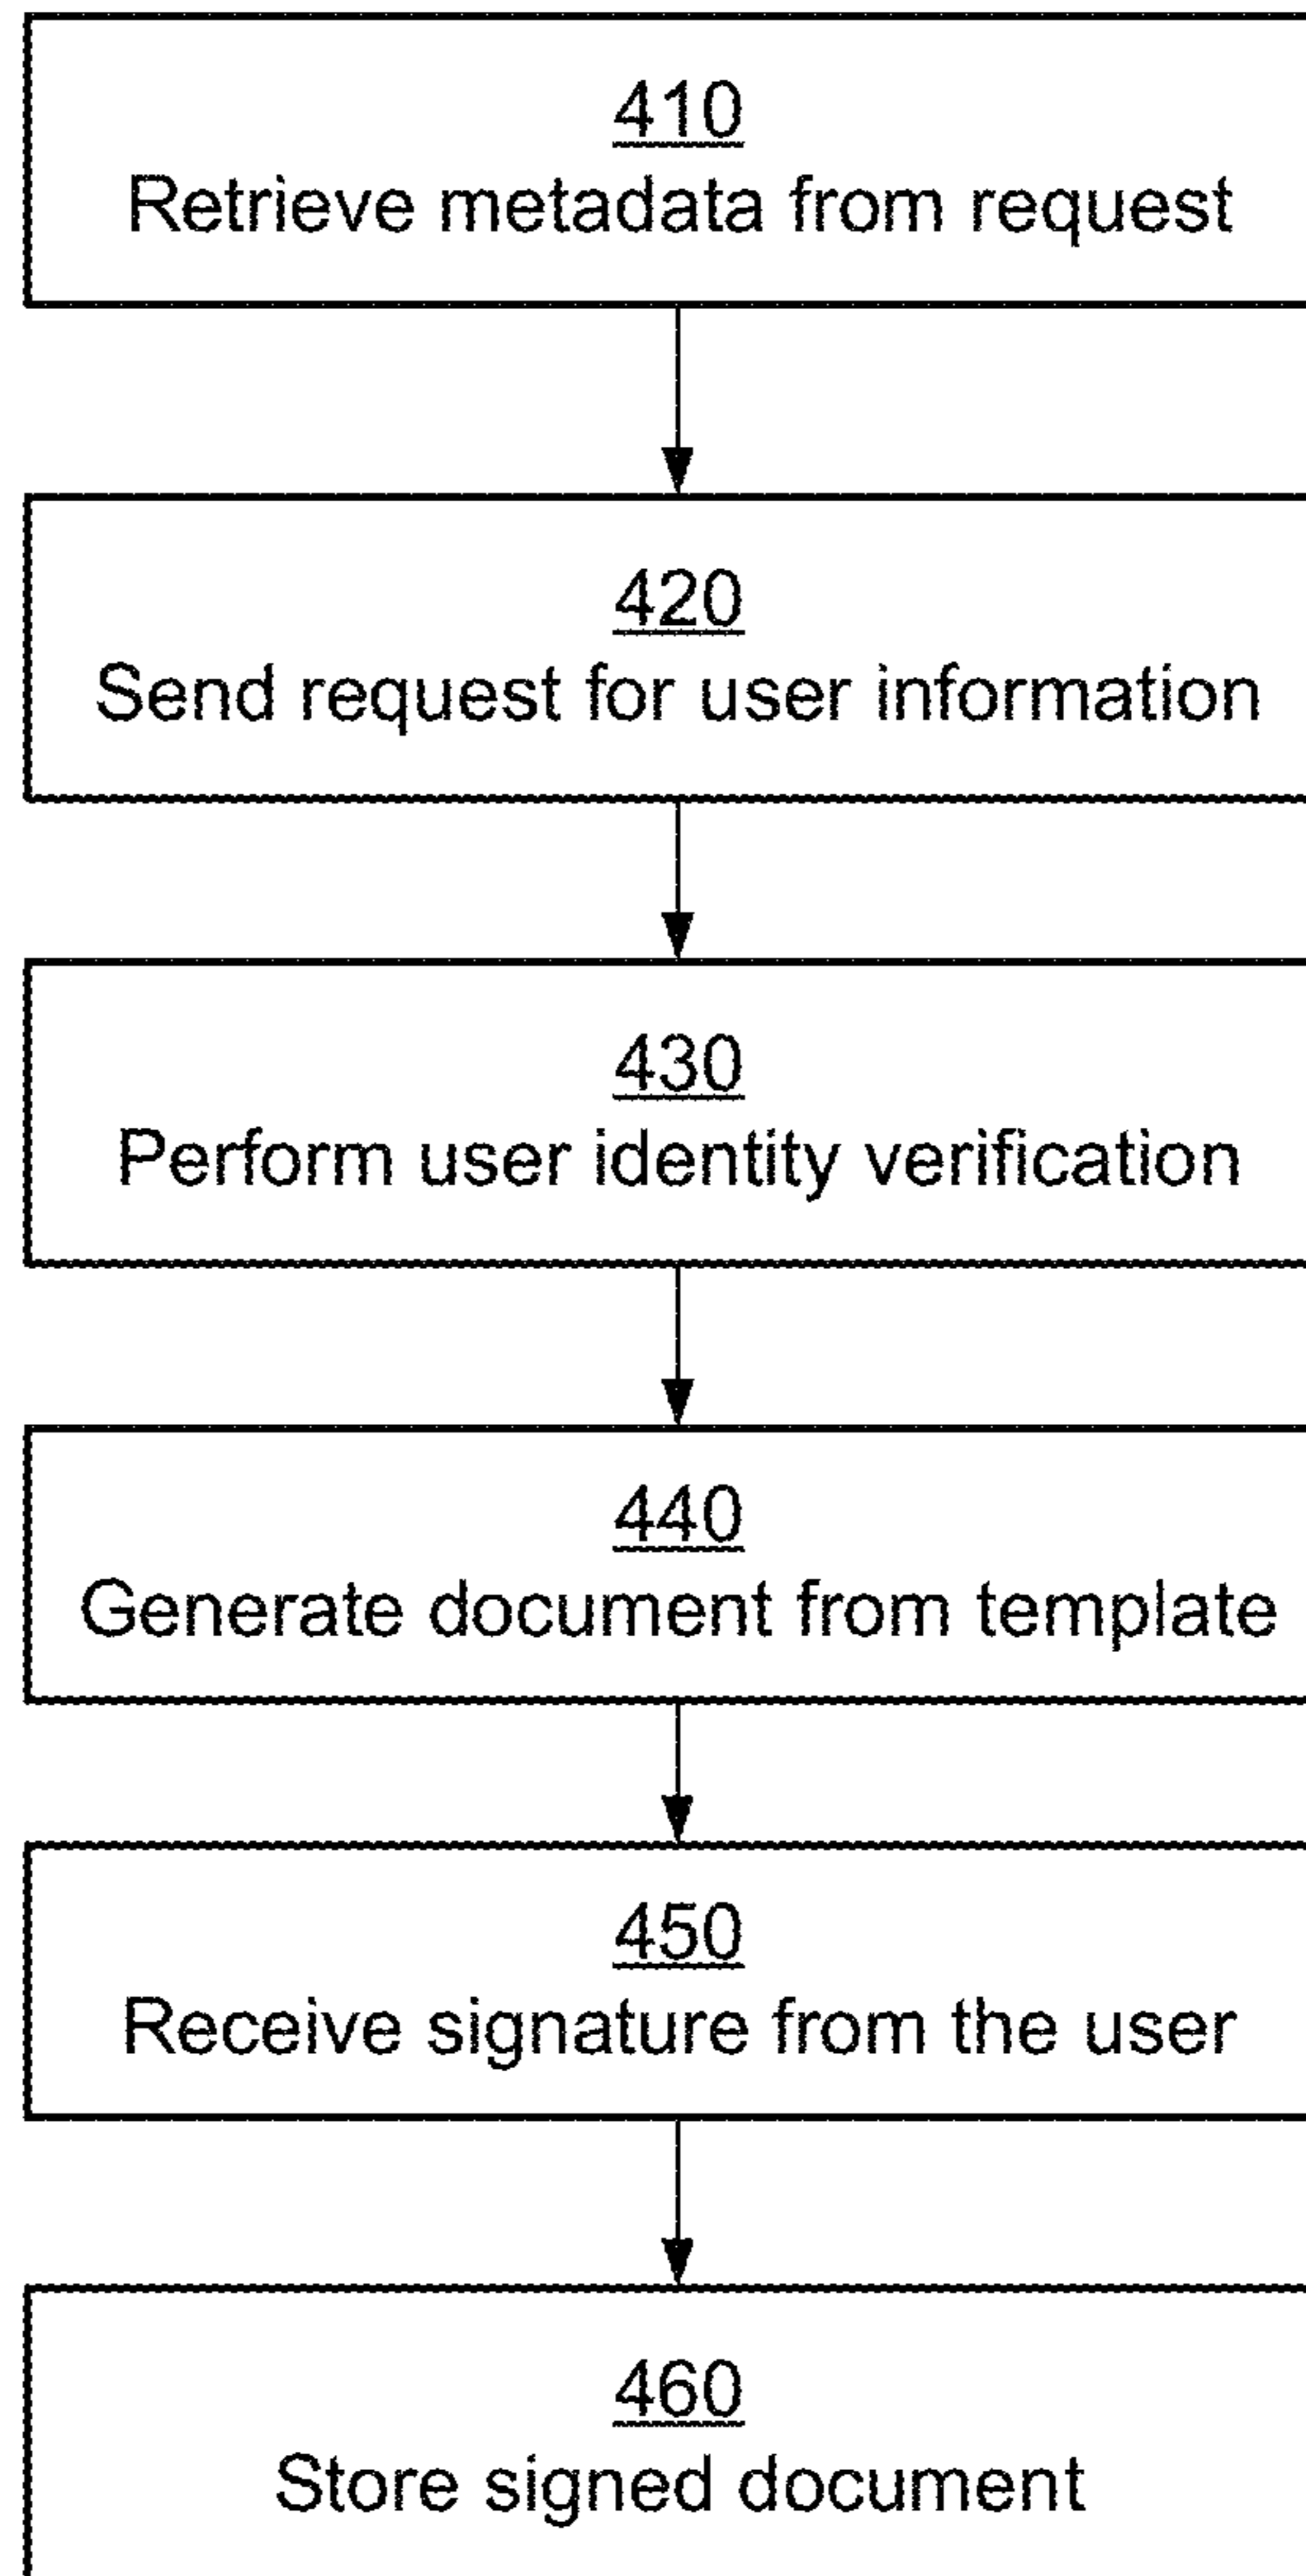 410
Retrieve metadata from request
420
Send request for user information
430
Perform user identity verification
440
Generate document from template
450
Receive signature from the user
460
Store signed document